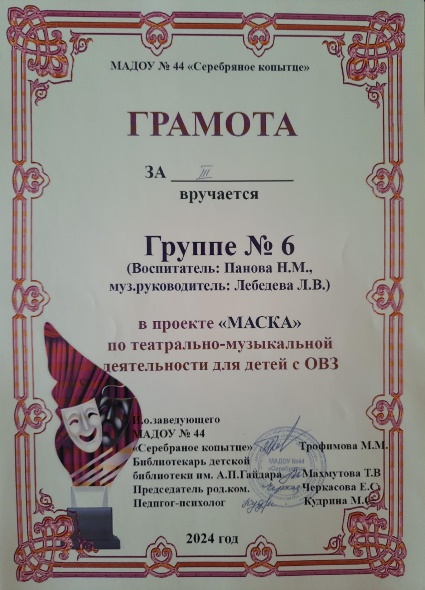 МАДОУ № 44 «Серебряное копытце»
ГРАМОТА
ЗА III
вручается
Группе № 6
(Воспитатель: Панова Н.М.,
муз.руководитель: Лебедева Л.В.)
в проекте «МАСКА»
по театрально-музыкальной
деятельности для детей с ОВЗ
И.о.заведующего
МАДОУ № 44
«Серебряное копытце» Трофимова М.М.
Библиотекарь детской
библиотеки им. А.П.Гайдара Махмутова Т.В
Председатель род.ком. Черкасова Е.С.
Педагог-психолог Кудрина М.С.
МАДОУ №44
2024 год